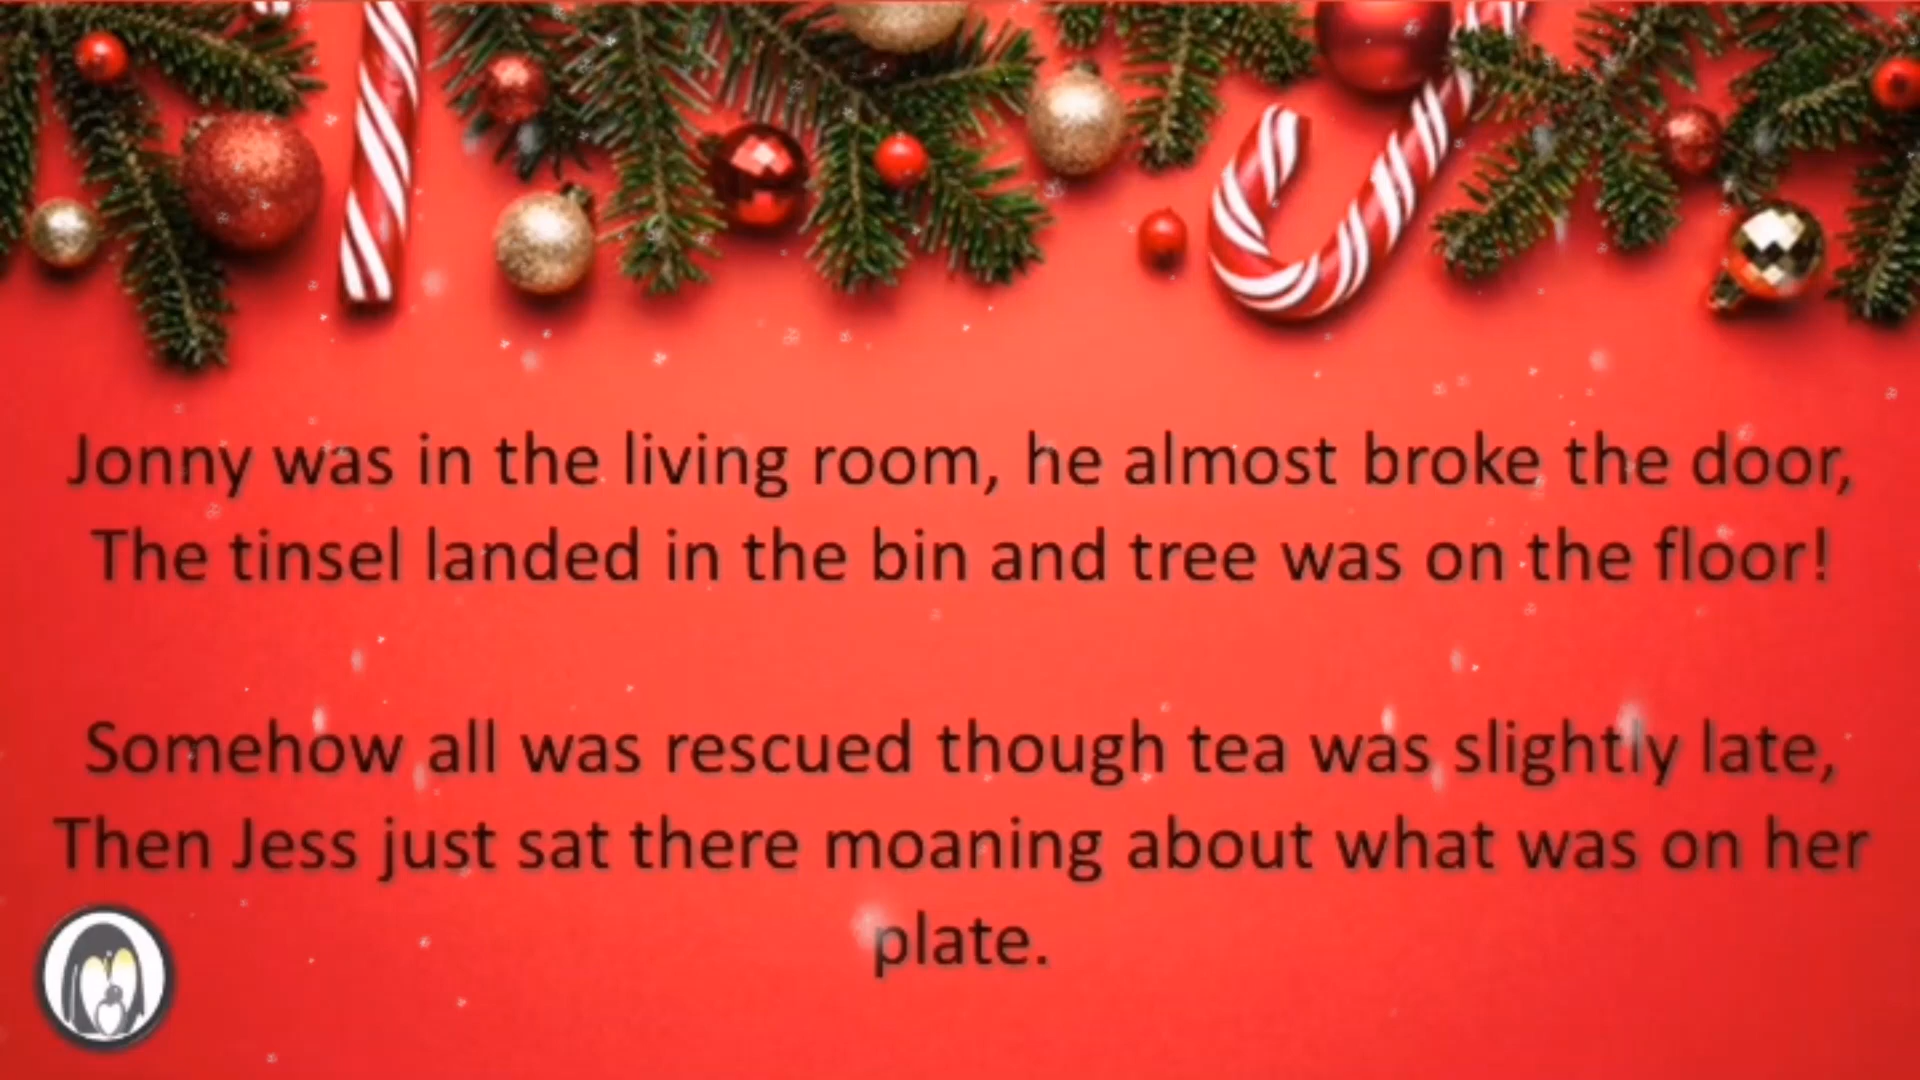 Jonny was in the living room, he almost broke the door,
The tinsel landed in the bin and tree was on the floor!
Somehow all was rescued though tea was slightly late,
Then Jess just sat there moaning about what was on her
plate.